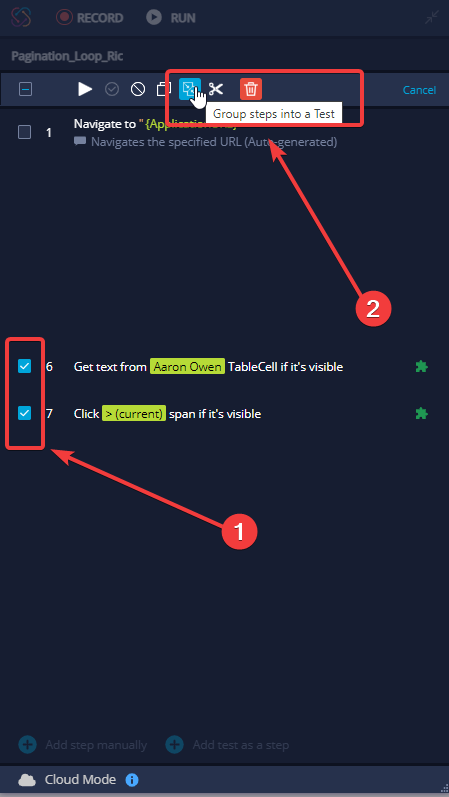 RECORD RUN
Pagination_Loop_Ric
Cancel
Group steps into a Test
1 Navigate to "{Application
Navigates the specified URL (Auto-generated)
2
6 Get text from Aaron Owen TableCell if it's visible
7 Click > (current) span if it's visible
1
Add step manually Add test as a step
Cloud Mode i